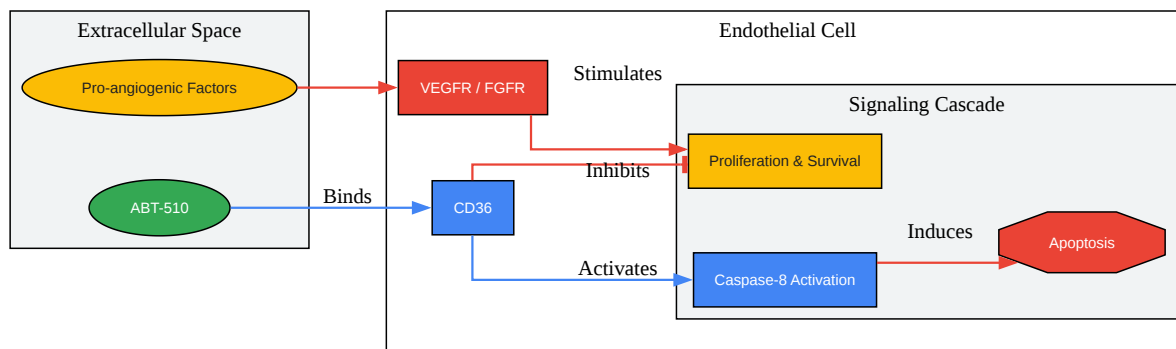 Extracellular Space
Endothelial Cell
Pro-angiogenic Factors
VEGFR / FGFR
Stimulates
Signaling Cascade
Proliferation & Survival
Inhibits
ABT-510
Binds
CD36
Induces
Apoptosis
Activates
Caspase-8 Activation